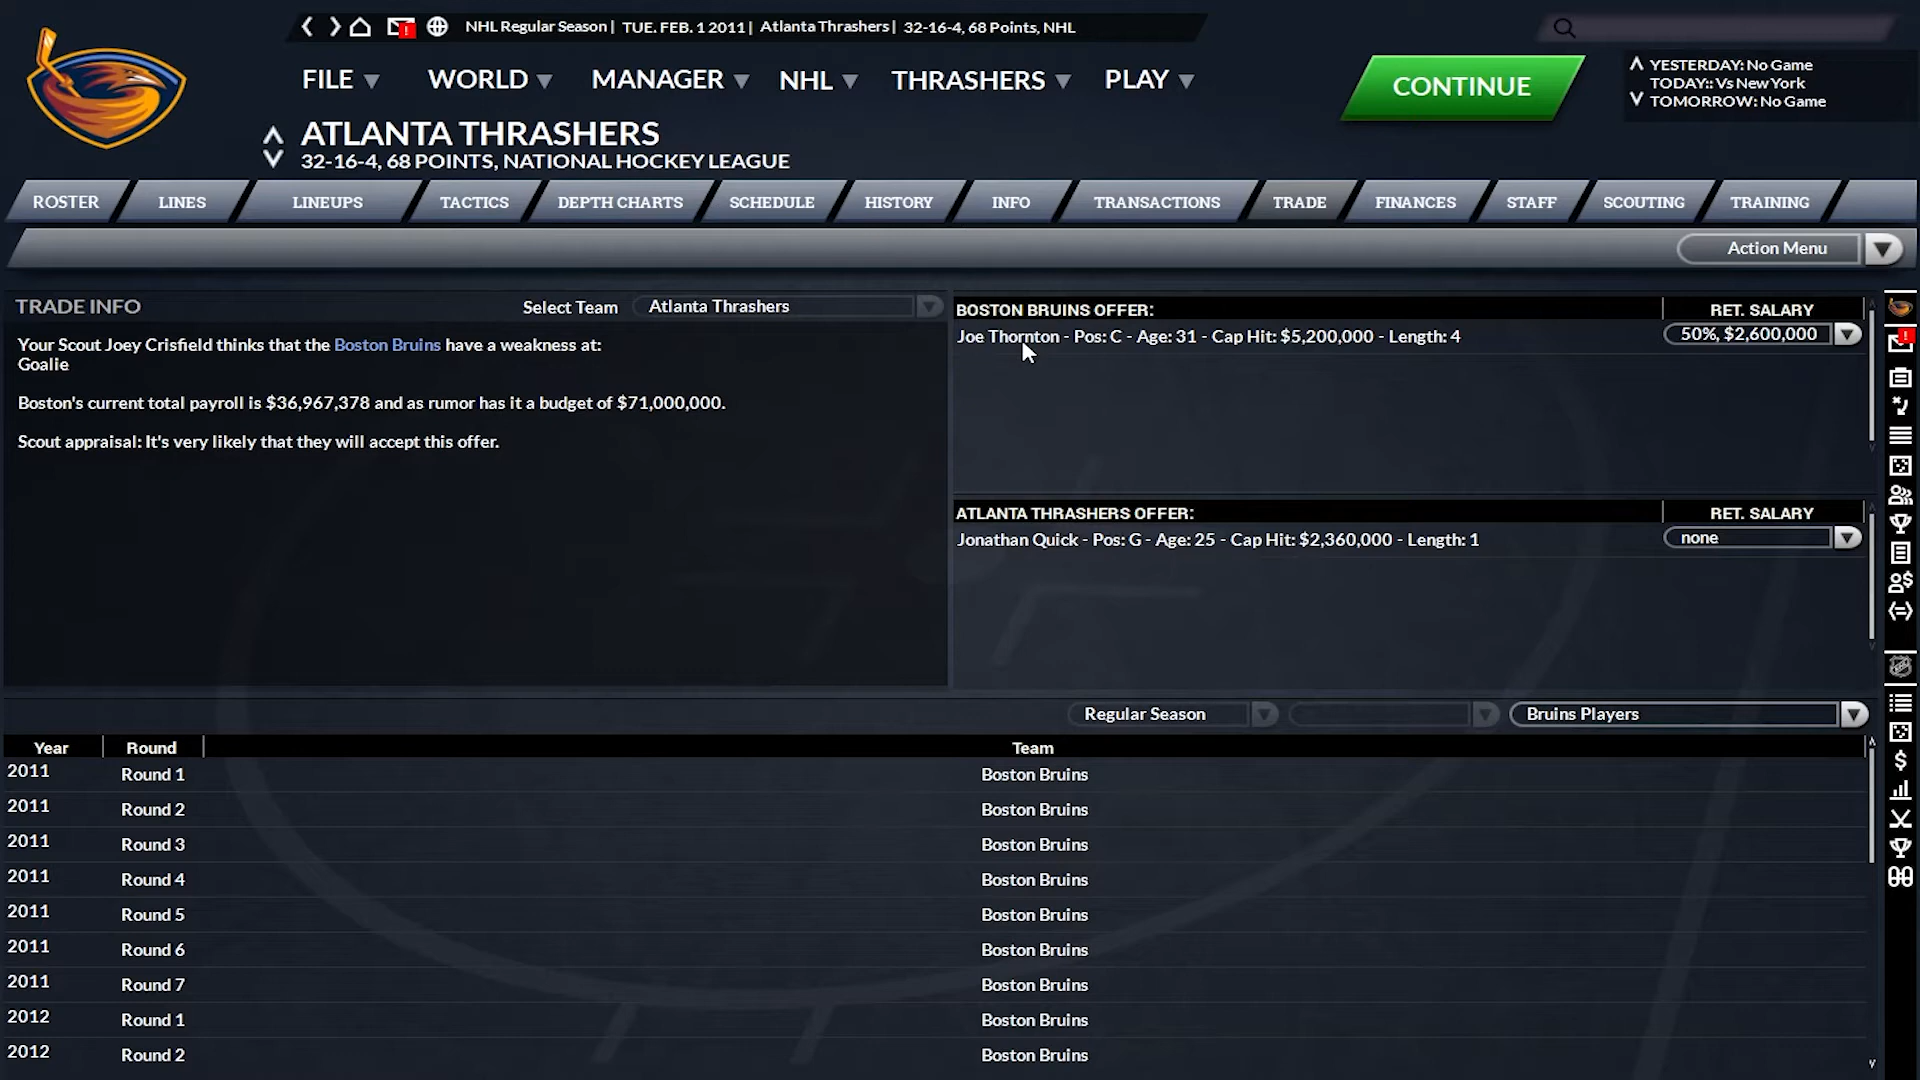 NHL Regular Season | TUE. FEB. 1 2011 | Atlanta Thrashers | 32-16-4, 68 Points, NHL
FILE WORLD MANAGER NHL THRASHERS PLAY
CONTINUE
YESTERDAY: No Game
TODAY:: Vs New York
TOMORROW: No Game
ATLANTA THRASHERS
32-16-4, 68 POINTS, NATIONAL HOCKEY LEAGUE
ROSTER LINES LINEUPS TACTICS DEPTH CHARTS SCHEDULE HISTORY INFO TRANSACTIONS TRADE FINANCES STAFF SCOUTING TRAINING
Action Menu
TRADE INFO Select Team Atlanta Thrashers
Your Scout Joey Crisfield thinks that the Boston Bruins have a weakness at:
Goalie
Boston's current total payroll is $36,967,378 and as rumor has it a budget of $71,000,000.
Scout appraisal: It's very likely that they will accept this offer.
BOSTON BRUINS OFFER: RET. SALARY
Joe Thornton - Pos: C - Age: 31 - Cap Hit: $5,200,000 - Length: 4 50%, $2,600,000
ATLANTA THRASHERS OFFER: RET. SALARY
Jonathan Quick - Pos: G - Age: 25 - Cap Hit: $2,360,000 - Length: 1 none
Regular Season Bruins Players
Year Round Team
2011 Round 1 Boston Bruins
2011 Round 2 Boston Bruins
2011 Round 3 Boston Bruins
2011 Round 4 Boston Bruins
2011 Round 5 Boston Bruins
2011 Round 6 Boston Bruins
2011 Round 7 Boston Bruins
2012 Round 1 Boston Bruins
2012 Round 2 Boston Bruins